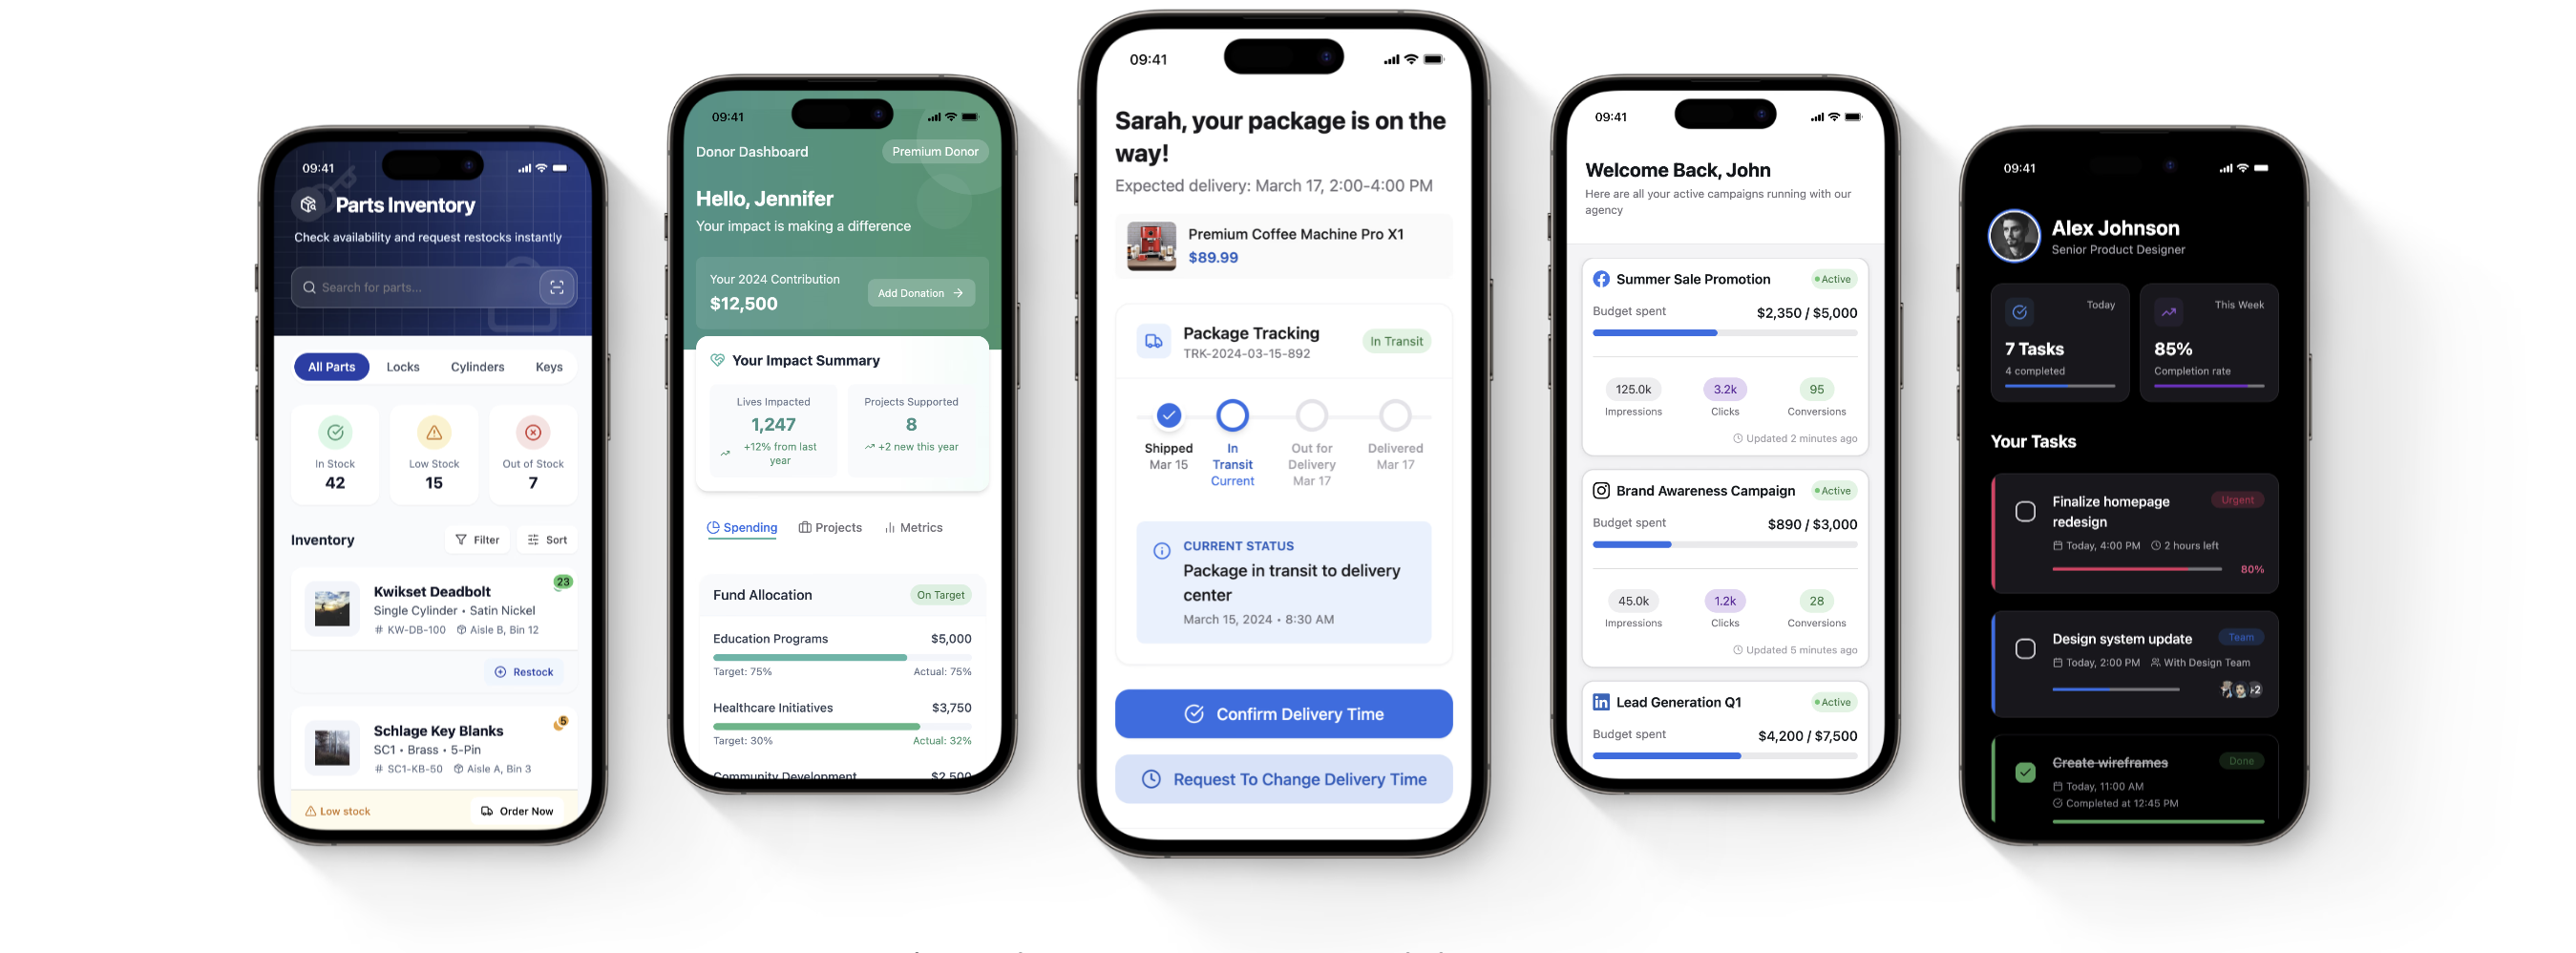 09:41
Parts Inventory
Check availability and request restocks instantly
Search for parts...
All Parts
Locks
Cylinders
Keys
In Stock
42
Low Stock
15
Out of Stock
7
Inventory
Filter
Sort
Kwikset Deadbolt
23
Single Cylinder • Satin Nickel
# KW-DB-100
Aisle B, Bin 12
Restock
Schlage Key Blanks
5
SC1 • Brass • 5-Pin
# SC1-KB-50
Aisle A, Bin 3
Low stock
Order Now
09:41
Donor Dashboard
Premium Donor
Hello, Jennifer
Your impact is making a difference
Your 2024 Contribution
$12,500
Add Donation
Your Impact Summary
Lives Impacted
1,247
+12% from last
year
Projects Supported
8
+2 new this year
Spending
Projects
Metrics
Fund Allocation
On Target
Education Programs
$5,000
Target: 75%
Actual: 75%
Healthcare Initiatives
$3,750
Target: 30%
Actual: 32%
Community Development
$2,500
09:41
Sarah, your package is on the
way!
Expected delivery: March 17, 2:00-4:00 PM
Premium Coffee Machine Pro X1
$89.99
Package Tracking
TRK-2024-03-15-892
In Transit
Shipped
Mar 15
In
Transit
Current
Out for
Delivery
Mar 17
Delivered
Mar 17
CURRENT STATUS
Package in transit to delivery
center
March 15, 2024 • 8:30 AM
Confirm Delivery Time
Request To Change Delivery Time
09:41
Welcome Back, John
Here are all your active campaigns running with our
agency
Summer Sale Promotion
Active
Budget spent
$2,350 / $5,000
125.0k
Impressions
3.2k
Clicks
95
Conversions
Updated 2 minutes ago
Brand Awareness Campaign
Active
Budget spent
$890 / $3,000
45.0k
Impressions
1.2k
Clicks
28
Conversions
Updated 5 minutes ago
Lead Generation Q1
Active
Budget spent
$4,200 / $7,500
09:41
Alex Johnson
Senior Product Designer
Today
7 Tasks
4 completed
This Week
85%
Completion rate
Your Tasks
Finalize homepage
redesign
Urgent
Today, 4:00 PM
2 hours left
80%
Design system update
Team
Today, 2:00 PM
With Design Team
+2
Create wireframes
Done
Today, 11:00 AM
Completed at 12:45 PM